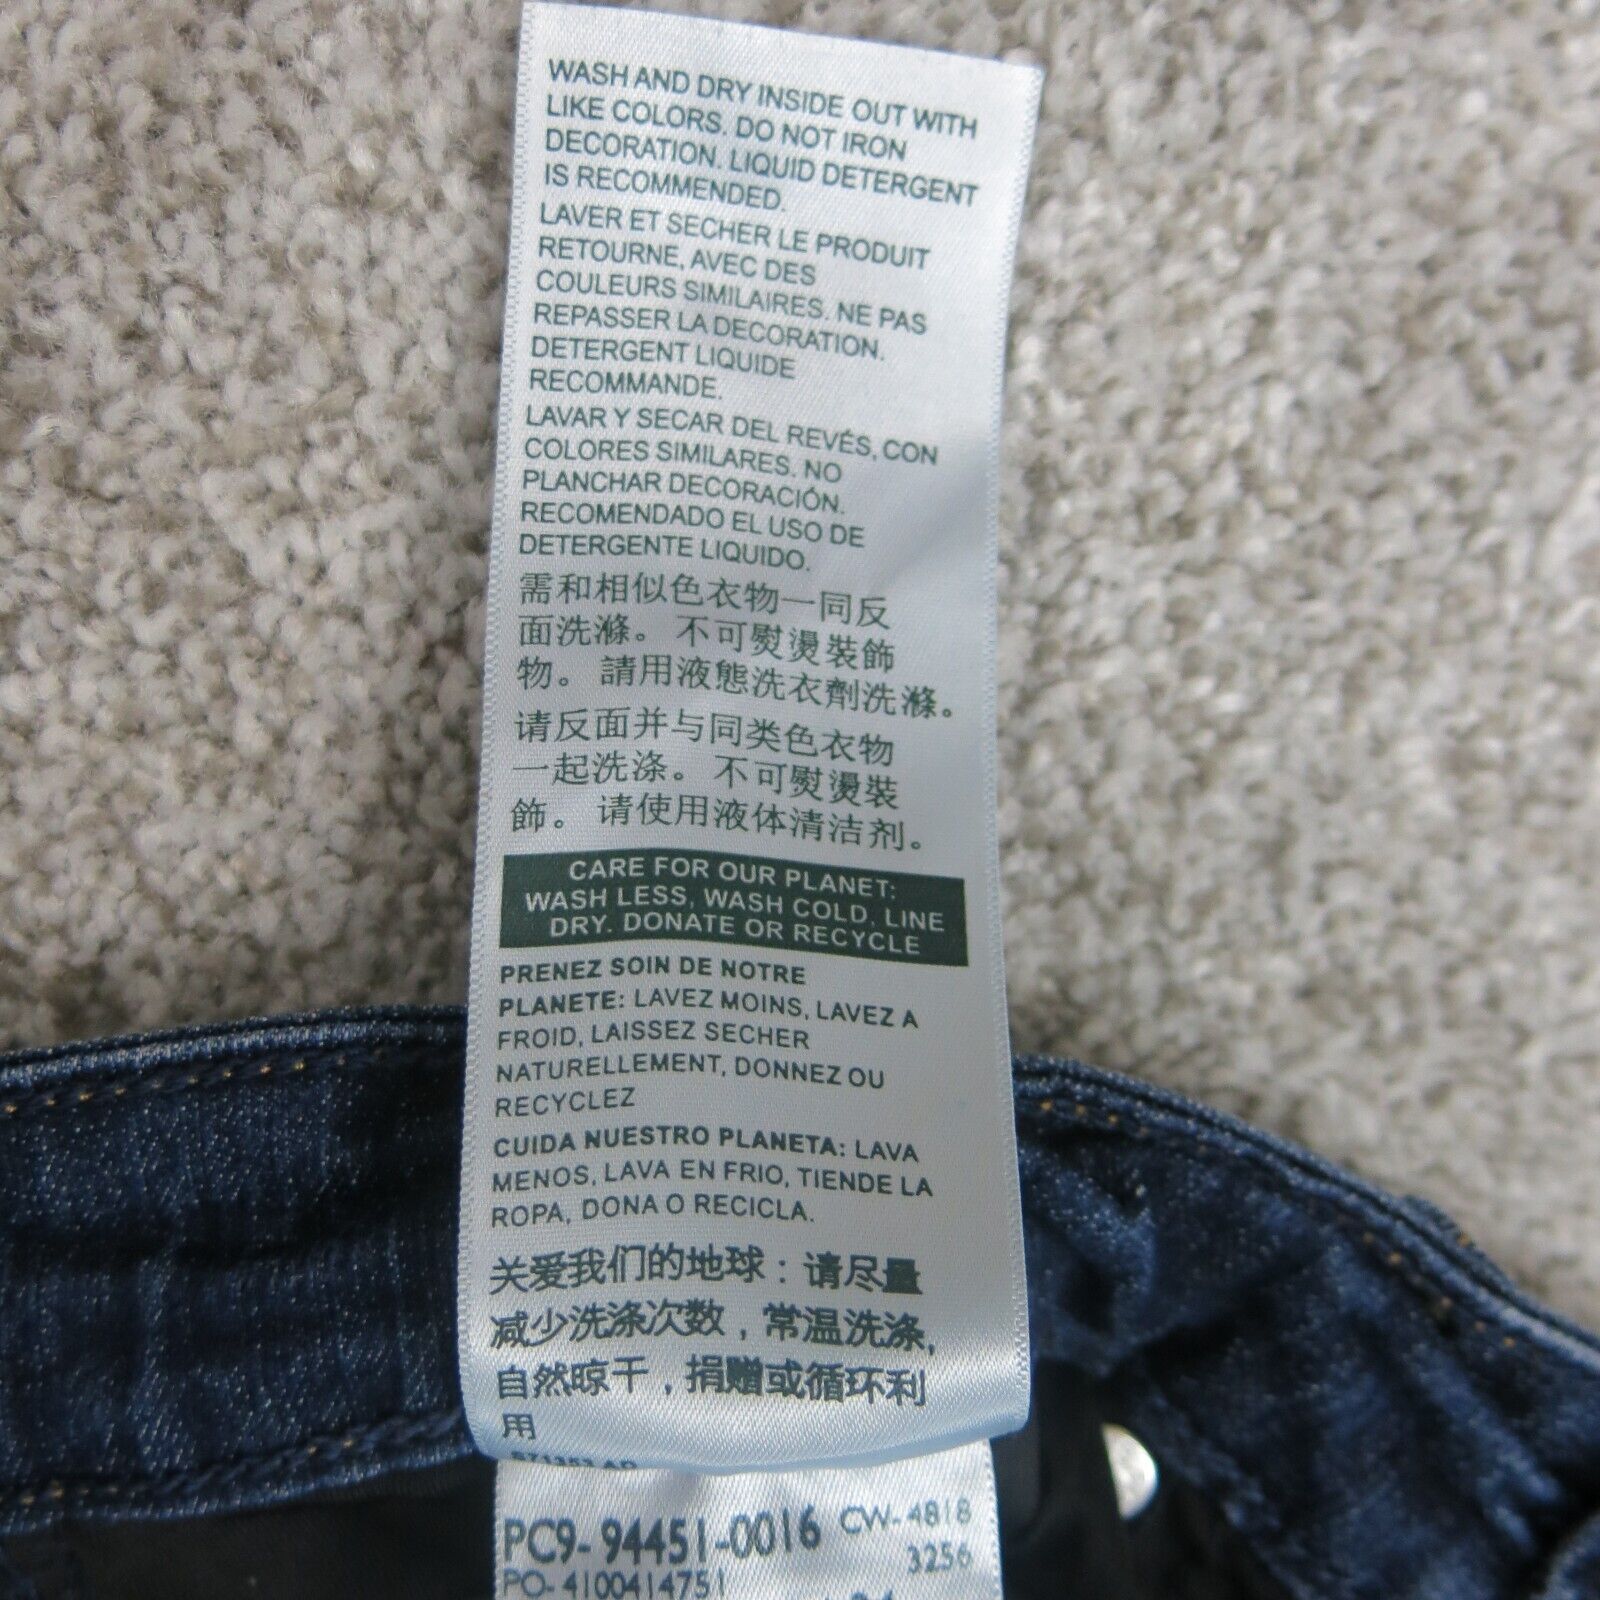 WASH AND DRY INSIDE OUT WITH
LIKE COLORS. DO NOT IRON
DECORATION. LIQUID DETERGENT
IS RECOMMENDED.
LAVER ET SECHER LE PRODUIT
RETOURNE, AVEC DES
COULEURS SIMILAIRES. NE PAS
REPASSER LA DECORATION.
DETERGENT LIQUIDE
RECOMMANDE.
LAVAR Y SECAR DEL REVÉS, CON
COLORES SIMILARES. NO
PLANCHAR DECORACIÓN.
RECOMENDADO EL USO DE
DETERGENTE LIQUIDO.
需和相似色衣物一同反
面洗滌。不可熨燙裝飾
物。請用液態洗衣劑洗滌。
请反面并与同类色衣物
一起洗涤。不可熨燙裝
飾。请使用液体清洁剂。
CARE FOR OUR PLANET:
WASH LESS, WASH COLD, LINE
DRY. DONATE OR RECYCLE
PRENEZ SOIN DE NOTRE
PLANETE: LAVEZ MOINS, LAVEZ A
FROID, LAISSEZ SECHER
NATURELLEMENT, DONNEZ OU
RECYCLEZ
CUIDA NUESTRO PLANETA: LAVA
MENOS, LAVA EN FRIO, TIENDE LA
ROPA, DONA O RECICLA.
关爱我们的地球:请尽量
减少洗涤次数,常温洗涤,
自然晾干,捐赠或循环利
用
PC9-94451-0016 CW-4818
3256
PO-4100414751